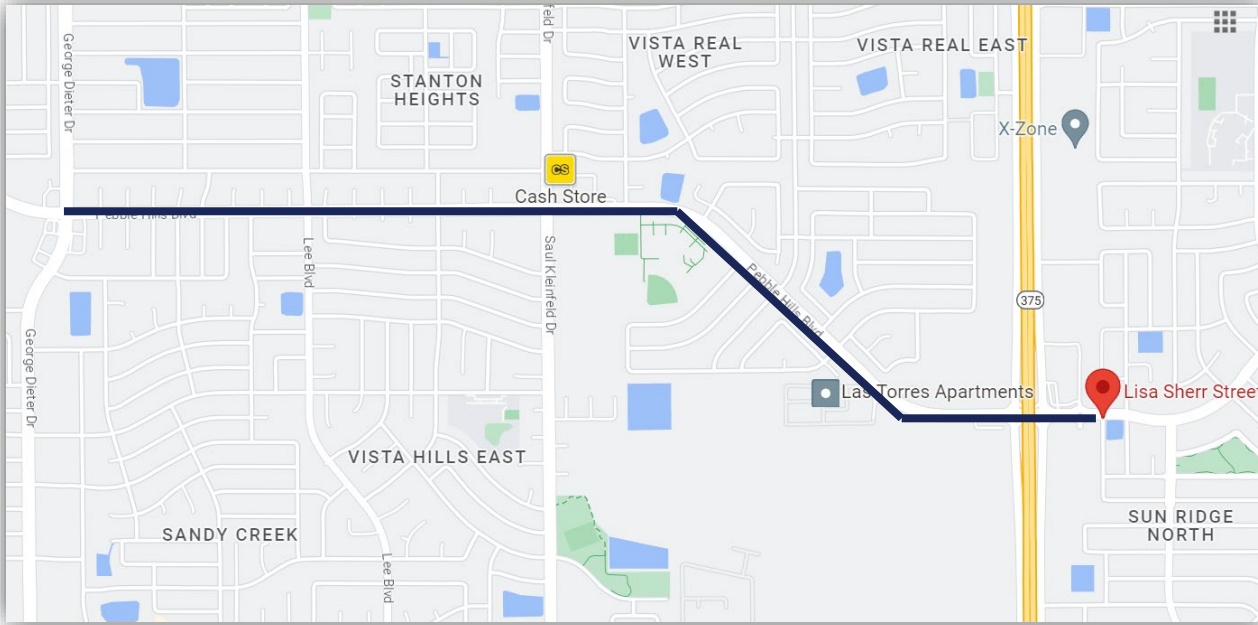 feld Dr
VISTA REAL
WEST
VISTA REAL EAST
George Dieter Dr
STANTON
HEIGHTS
X-Zone
CS
Cash Store
Pebble Hills Blvd
Lee Blvd
Saul Kleinfeld Dr
Pebble Hills Blvd
375
George Dieter Dr
Las Torres Apartments
Lisa Sherr Street
VISTA HILLS EAST
SANDY CREEK
SUN RIDGE
NORTH
Lee Blvd